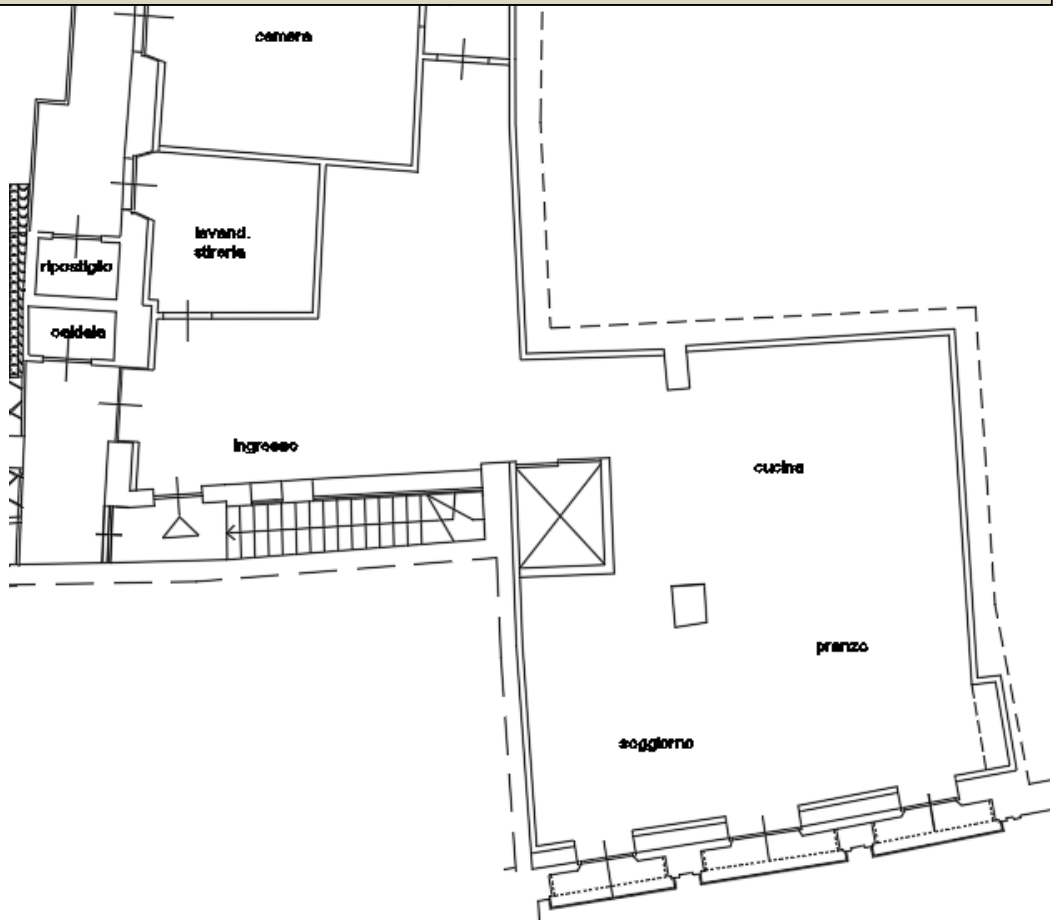 camera
lavand.
stireria
ripostiglio
caldaia
ingresso
cucina
pranzo
soggiorno